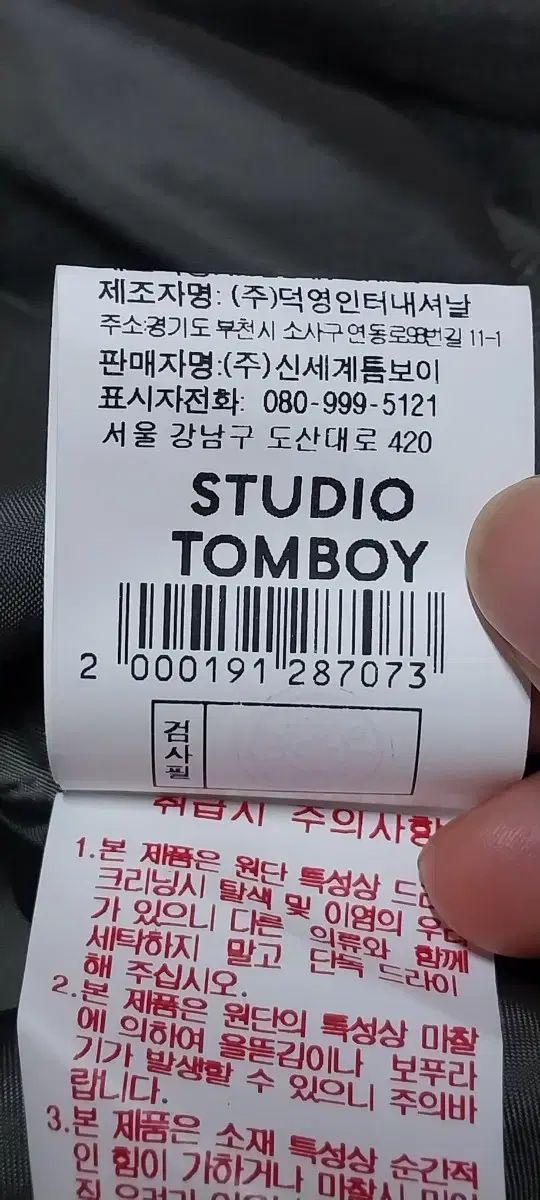 제조자명: (주)덕영인터내셔날
주소:경기도 부천시 소사구 연동로98번길 11-1
판매자명:(주)신세계톰보이
표시자전화: 080-999-5121
서울 강남구 도산대로 420
STUDIO
TOMBOY
2 000191 287073
검사필
취급시 주의사항
1.본 제품은 원단 특성상
크리닝시 탈색 및 이염의
가 있으니 다른 의류와 함께
세탁하지 말고 단독 드라이
해 주십시오.
2.본 제품은 원단의 특성상 마찰
에 의하여 올뜯김이나 보푸라
기가 발생할 수 있으니 주의바
랍니다.
3.본 제품은 소재 특성상 순간적
인 힘이 가하거나 마찰시